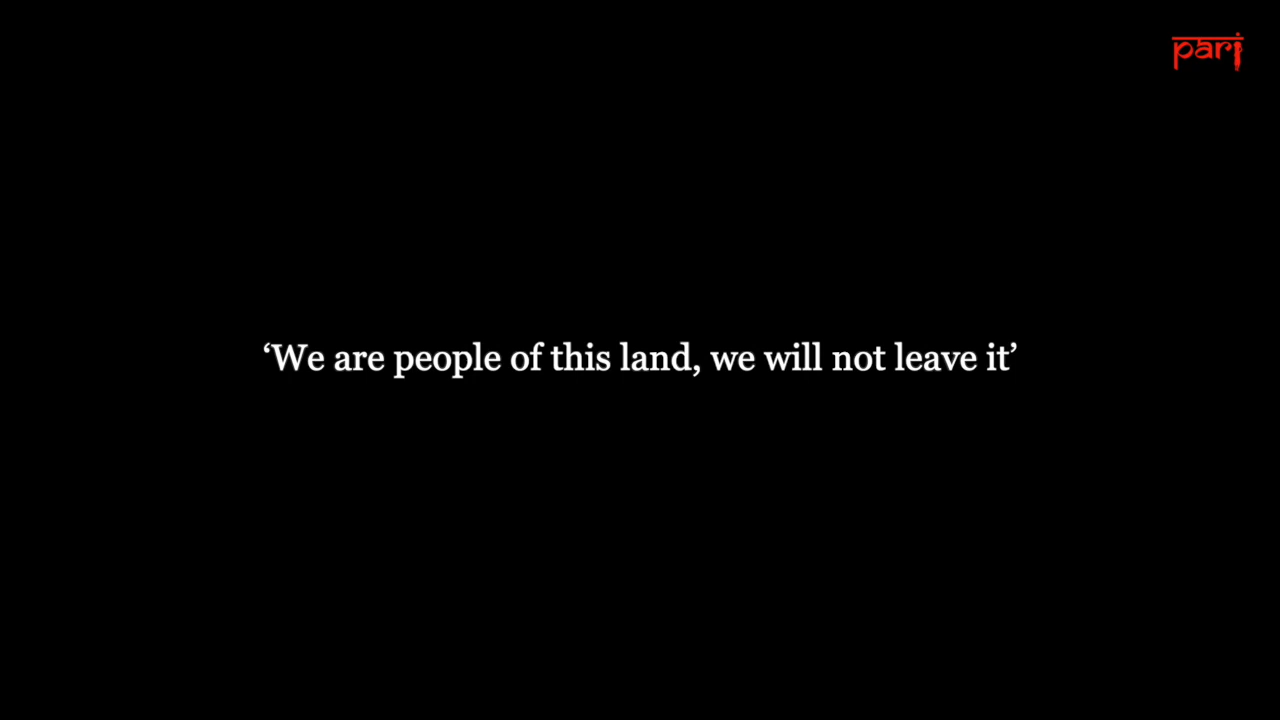 pari
‘We are people of this land, we will not leave it’